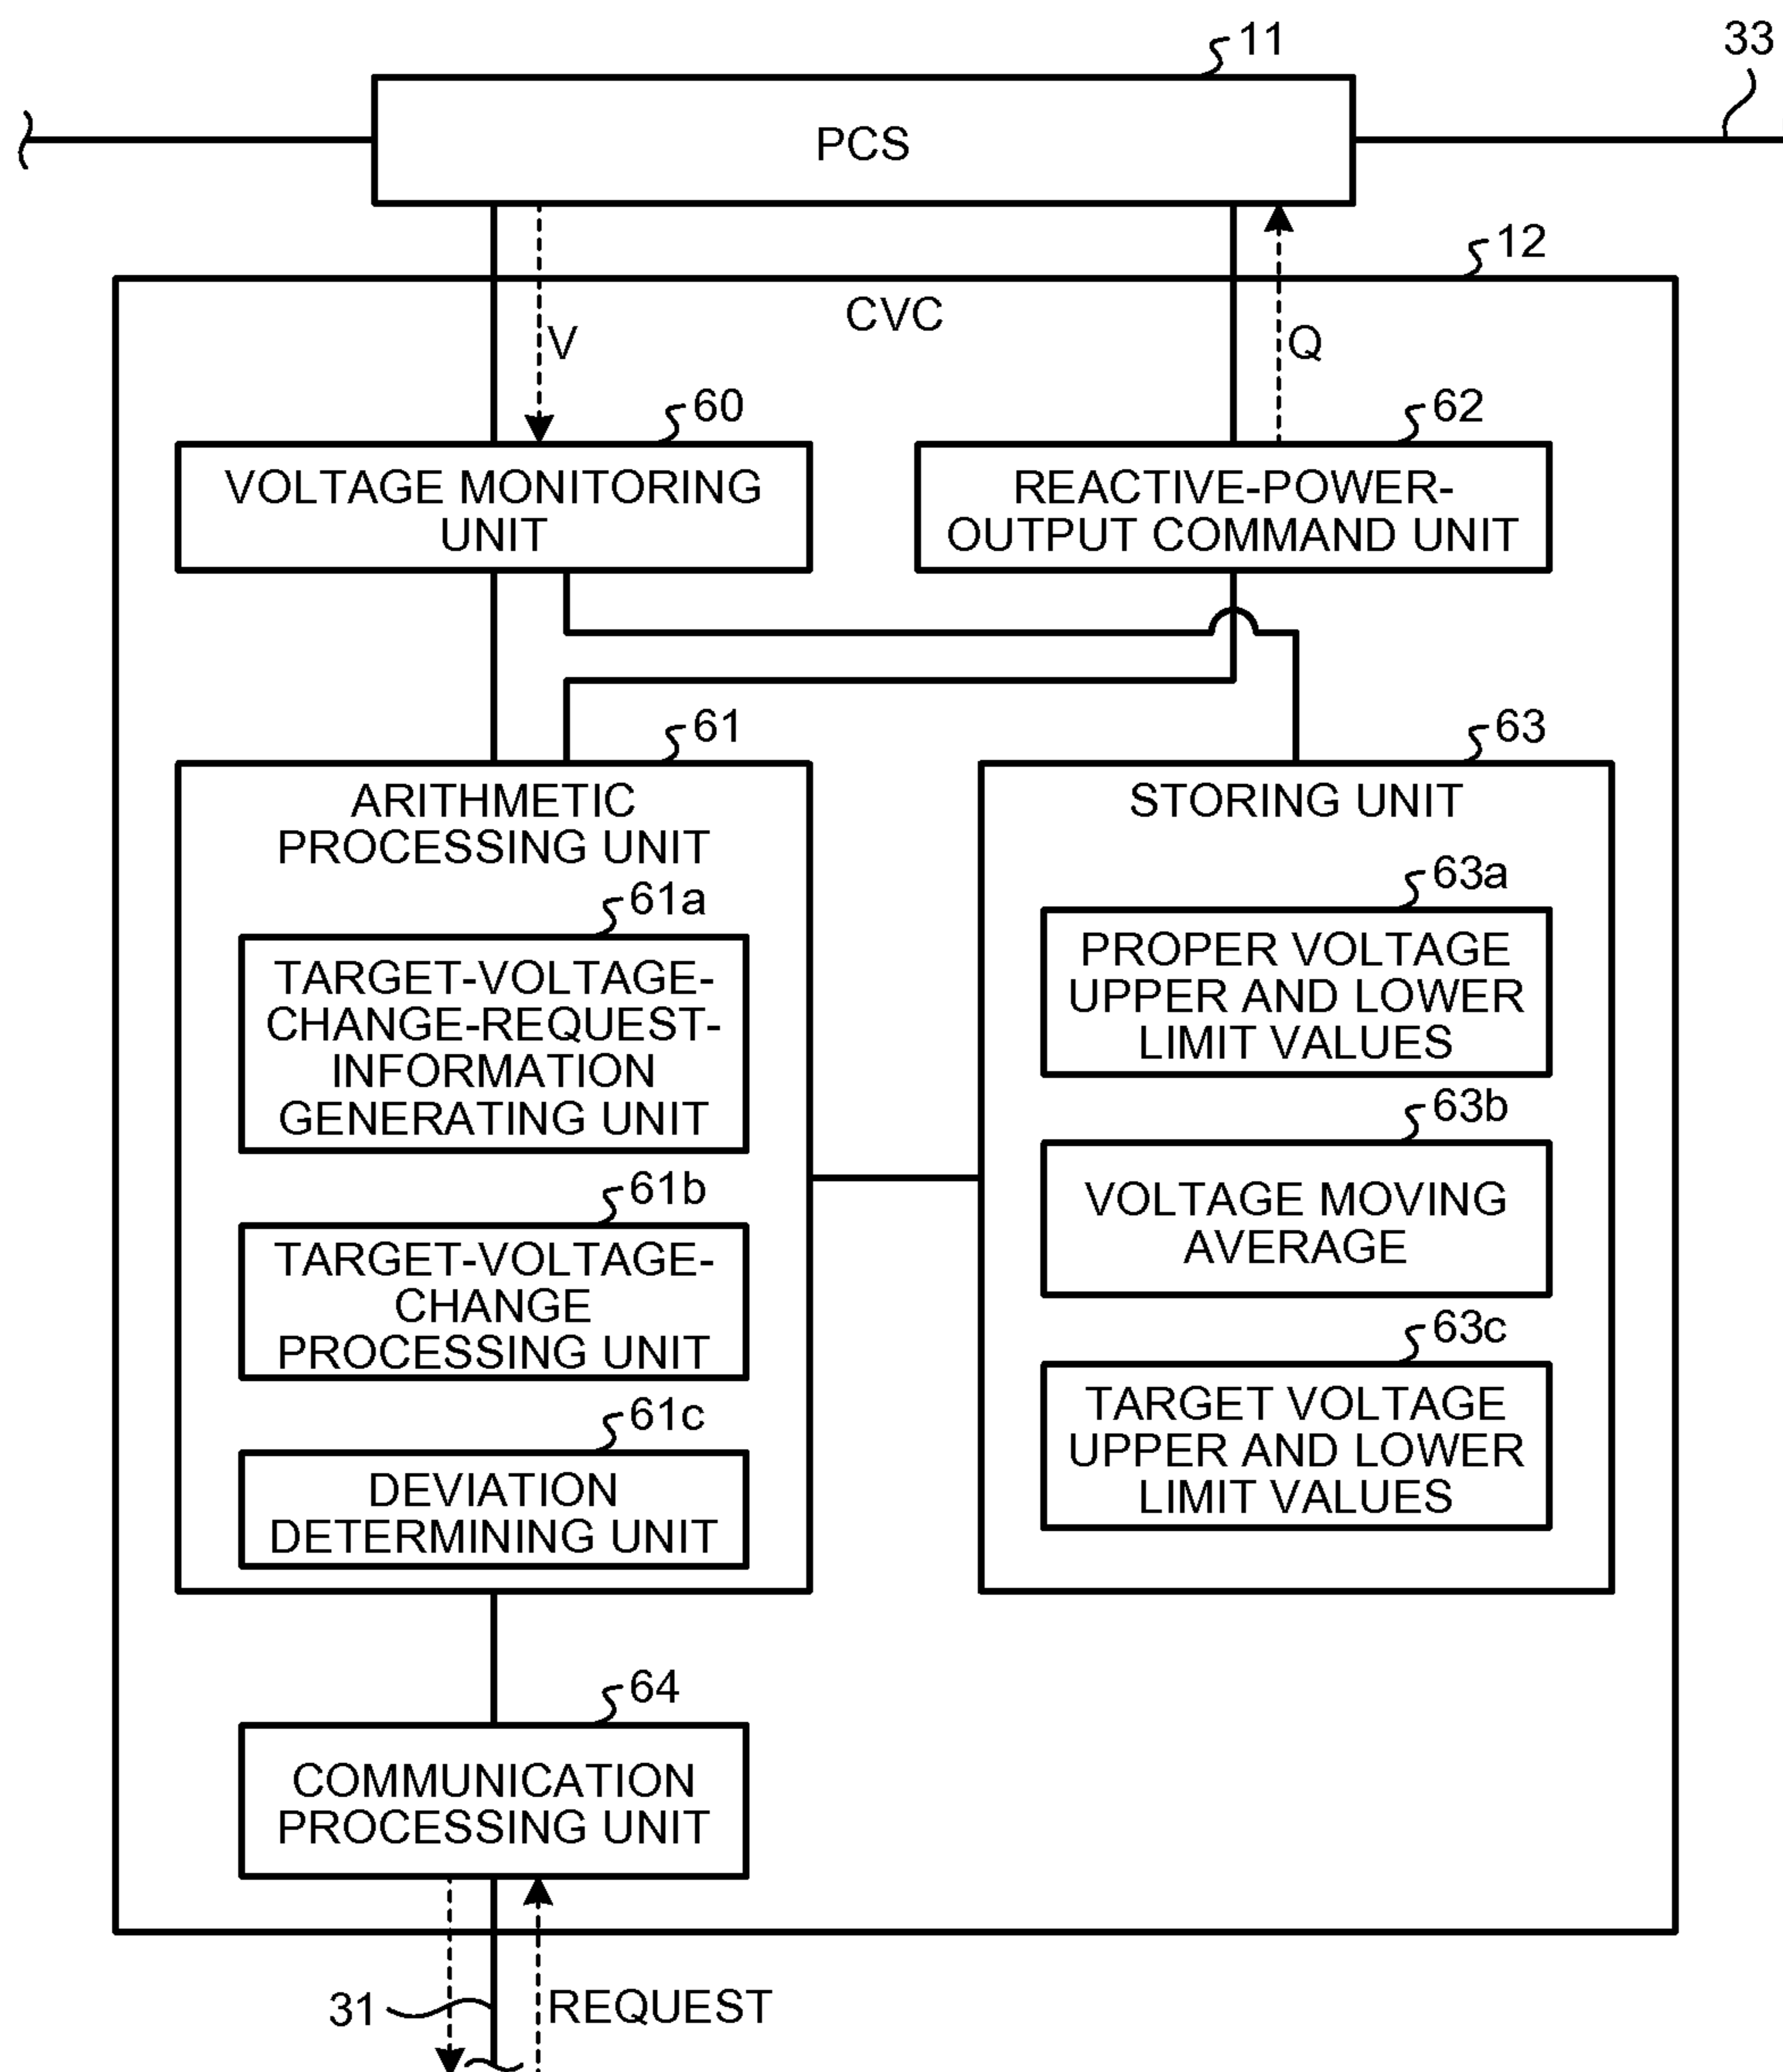 11
33
PCS
12
CVC
V
Q
60
62
VOLTAGE MONITORING
UNIT
REACTIVE-POWER-
OUTPUT COMMAND UNIT
61
63
ARITHMETIC
PROCESSING UNIT
STORING UNIT
61a
TARGET-VOLTAGE-
CHANGE-REQUEST-
INFORMATION
GENERATING UNIT
63a
PROPER VOLTAGE
UPPER AND LOWER
LIMIT VALUES
63b
VOLTAGE MOVING
AVERAGE
61b
TARGET-VOLTAGE-
CHANGE
PROCESSING UNIT
63c
TARGET VOLTAGE
UPPER AND LOWER
LIMIT VALUES
61c
DEVIATION
DETERMINING UNIT
64
COMMUNICATION
PROCESSING UNIT
31
REQUEST